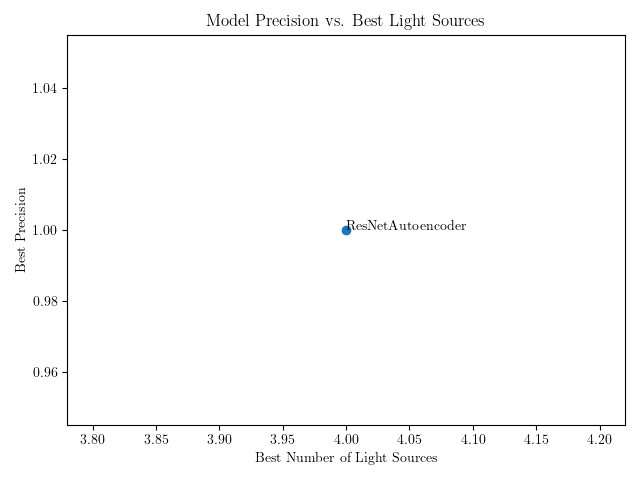 Model Precision vs. Best Light Sources
1.04
1.02
1.00
0.98
0.96
Best Precision
ResNetAutoencoder
3.80 3.85 3.90 3.95 4.00 4.05 4.10 4.15 4.20
Best Number of Light Sources